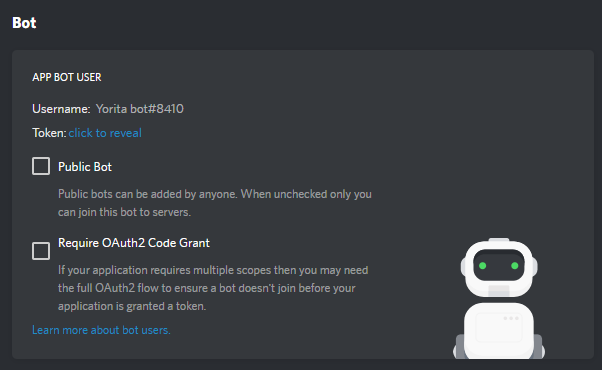 Bot
APP BOT USER
Username: Yorita bot#8410
Token: click to reveal
Public Bot
Public bots can be added by anyone. When unchecked only you
can join this bot to servers.
Require OAuth2 Code Grant
If your application requires multiple scopes then you may need
the full OAuth2 flow to ensure a bot doesn't join before your
application is granted a token.
Learn more about bot users.